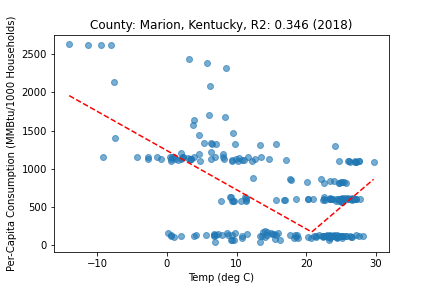 County: Marion, Kentucky, R2: 0.346 (2018)
Per-Capita Consumption (MMBtu/1000 Households)
2500
2000
1500
1000
500
0
−10 0 10 20 30
Temp (deg C)